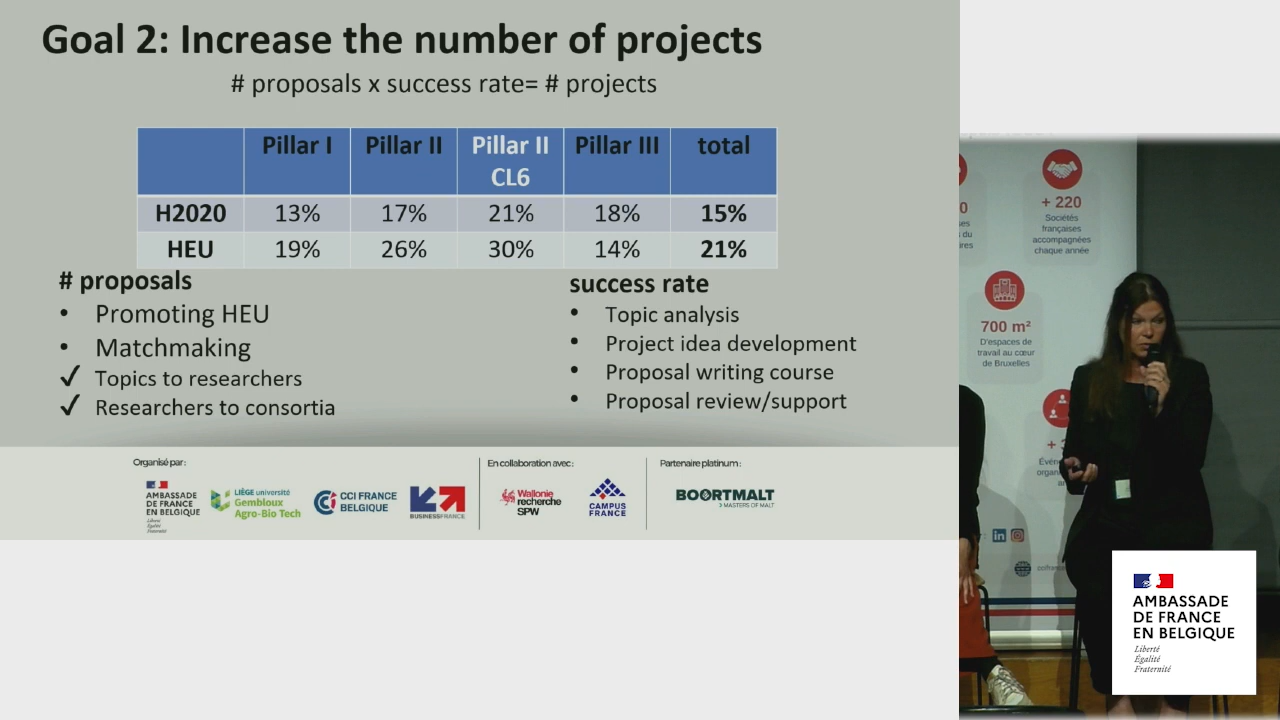 Goal 2: Increase the number of projects
# proposals x success rate= # projects
Pillar I Pillar II Pillar II CL6 Pillar III total
H2020 13% 17% 21% 18% 15%
HEU 19% 26% 30% 14% 21%
# proposals
• Promoting HEU
• Matchmaking
✓ Topics to researchers
✓ Researchers to consortia
success rate
• Topic analysis
• Project idea development
• Proposal writing course
• Proposal review/support
Organisé par :
AMBASSADE
DE FRANCE
EN BELGIQUE
Liberté
Égalité
Fraternité
LIÈGE université
Gembloux
Agro-Bio Tech
CCI FRANCE
BELGIQUE
BUSINESS FRANCE
En collaboration avec :
Wallonie
recherche
SPW
CAMPUS
FRANCE
Partenaire platinum :
BOORTMALT
MASTERS OF MALT
+ 220
Sociétés
françaises
accompagnées
chaque année
700 m²
D'espaces de
travail au cœur
de Bruxelles
AMBASSADE
DE FRANCE
EN BELGIQUE
Liberté
Égalité
Fraternité